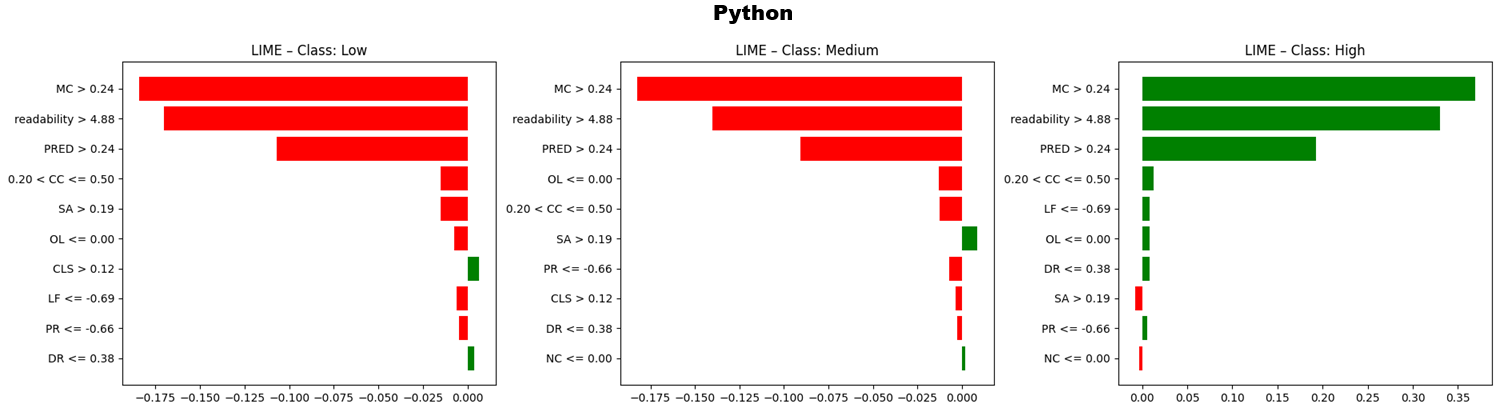 Python
LIME – Class: Low
MC > 0.24
readability > 4.88
PRED > 0.24
0.20 < CC <= 0.50
SA > 0.19
OL <= 0.00
CLS > 0.12
LF <= -0.69
PR <= -0.66
DR <= 0.38
−0.175 −0.150 −0.125 −0.100 −0.075 −0.050 −0.025 0.000
LIME – Class: Medium
MC > 0.24
readability > 4.88
PRED > 0.24
OL <= 0.00
0.20 < CC <= 0.50
SA > 0.19
PR <= -0.66
CLS > 0.12
DR <= 0.38
NC <= 0.00
−0.175 −0.150 −0.125 −0.100 −0.075 −0.050 −0.025 0.000
LIME – Class: High
MC > 0.24
readability > 4.88
PRED > 0.24
0.20 < CC <= 0.50
LF <= -0.69
OL <= 0.00
DR <= 0.38
SA > 0.19
PR <= -0.66
NC <= 0.00
0.00 0.05 0.10 0.15 0.20 0.25 0.30 0.35